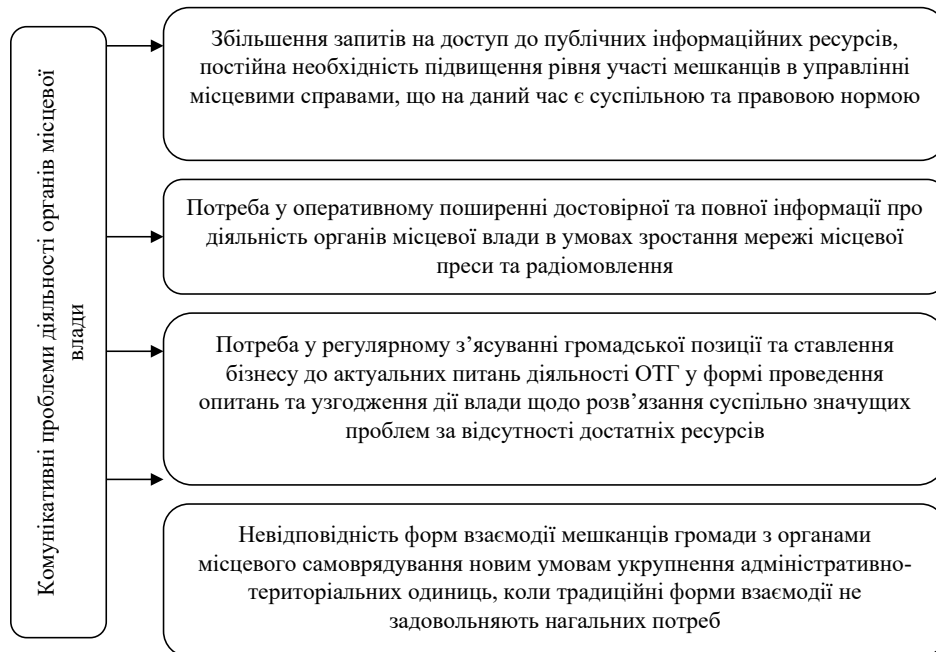 Комунікативні проблеми діяльності органів місцевої
влади
Збільшення запитів на доступ до публічних інформаційних ресурсів,
постійна необхідність підвищення рівня участі мешканців в управлінні
місцевими справами, що на даний час є суспільною та правовою нормою
Потреба у оперативному поширенні достовірної та повної інформації про
діяльність органів місцевої влади в умовах зростання мережі місцевої
преси та радіомовлення
Потреба у регулярному з’ясуванні громадської позиції та ставлення
бізнесу до актуальних питань діяльності ОТГ у формі проведення
опитань та узгодження дії влади щодо розв’язання суспільно значущих
проблем за відсутності достатніх ресурсів
Невідповідність форм взаємодії мешканців громади з органами
місцевого самоврядування новим умовам укрупнення адміністративно-
територіальних одиниць, коли традиційні форми взаємодії не
задовольняють нагальних потреб